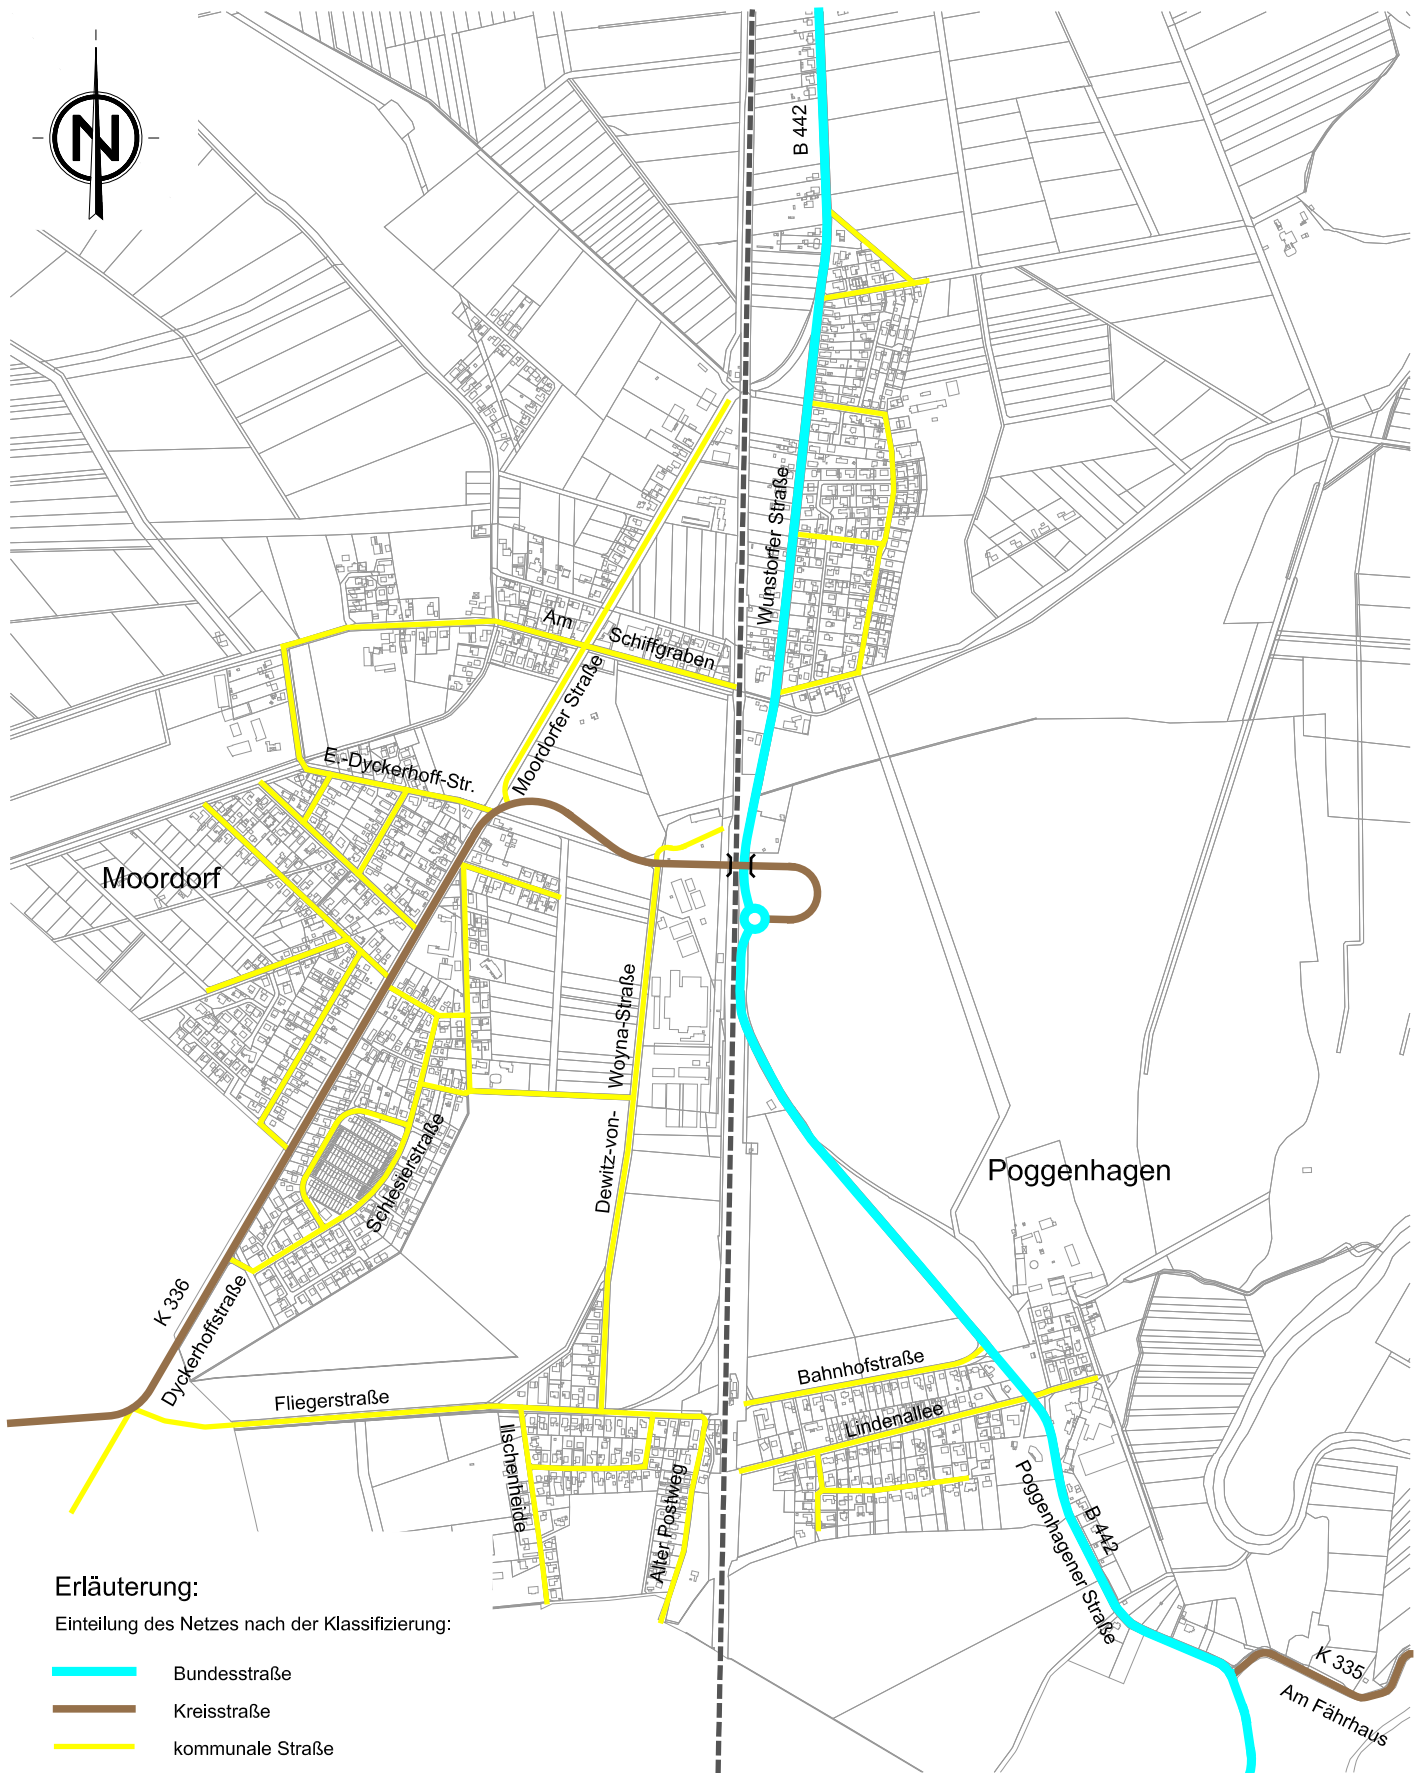 N
B 442
Wunstorfer Straße
Am
Schiffgraben
Moordorfer Straße
E.-Dyckerhoff-Str.
Moordorf
Woyna-Straße
Dewitz-von-
Schlesierstraße
Poggenhagen
K 336
Dyckerhoffstraße
Fliegerstraße
Bahnhofstraße
Lindenallee
Ilschenheide
Alter Postweg
Poggenhagener Straße
B 442
K 335
Am Fährhaus
Erläuterung:
Einteilung des Netzes nach der Klassifizierung:
Bundesstraße
Kreisstraße
kommunale Straße